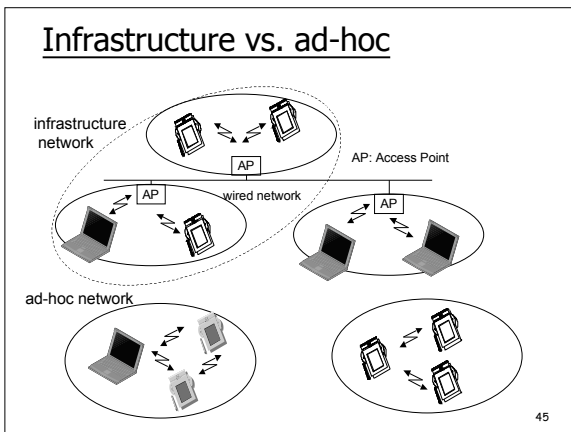 Infrastructure vs. ad-hoc
infrastructure
network
AP: Access Point
AP
AP
wired network
AP
ad-hoc network
45